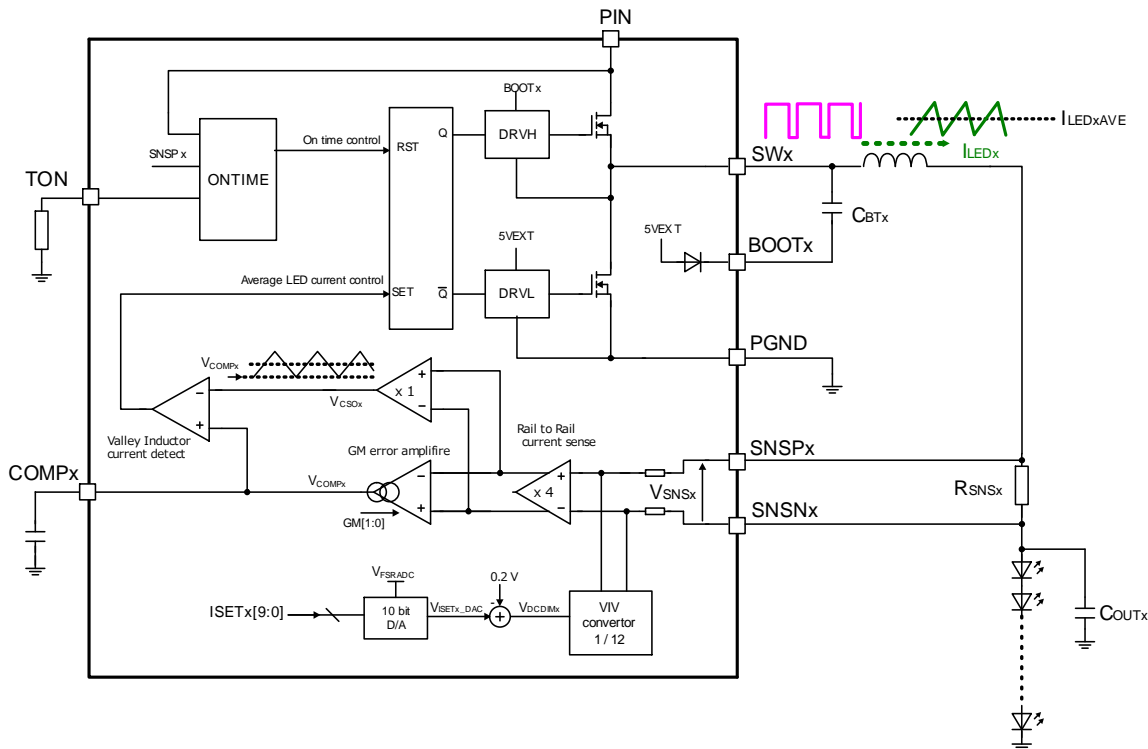 PIN
BOOTx
DRVH
Q
On time control
RST
SNSPx
ONTIME
TON
SWx
ILEDxAVE
ILEDx
CBTx
5VEXT
BOOTx
5VEXT
DRVL
Q
Average LED current control
SET
PGND
VCOMPx
VCSOx
+
x 1
−
−
+
Valley Inductor
current detect
Rail to Rail
current sense
GM error amplifire
COMPx
VCOMPx
−
+
GM[1:0]
+
x 4
−
VSNSx
SNSPx
RSNSx
SNSNx
VFSRADC
0.2 V
ISETx[9:0]
10 bit
D/A
VISETx_DAC
-
+
VDCDIMx
VIV
convertor
1 / 12
COUTx